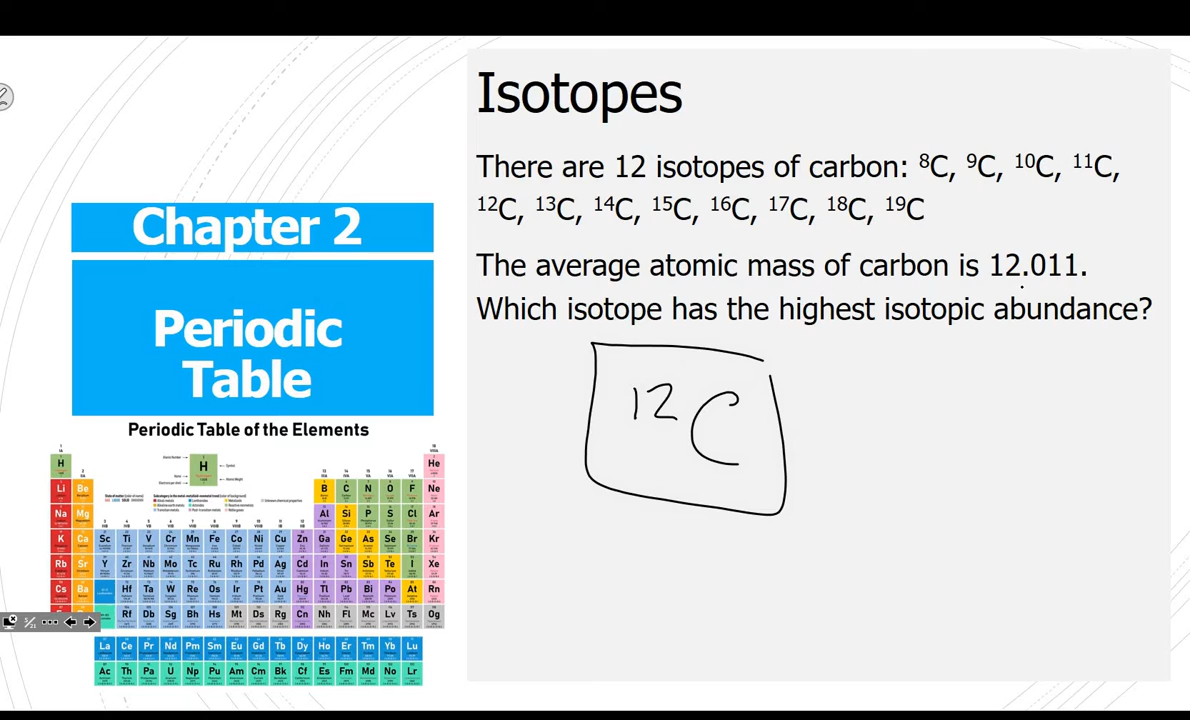 Isotopes
There are 12 isotopes of carbon: ⁸C, ⁹C, ¹⁰C, ¹¹C,
¹²C, ¹³C, ¹⁴C, ¹⁵C, ¹⁶C, ¹⁷C, ¹⁸C, ¹⁹C
The average atomic mass of carbon is 12.011.
Which isotope has the highest isotopic abundance?
¹²C
Chapter 2
Periodic
Table
Periodic Table of the Elements
H H He
Li Be B C N O F Ne
Na Mg Al Si P S Cl Ar
K Ca Sc Ti V Cr Mn Fe Co Ni Cu Zn Ga Ge As Se Br Kr
Rb Sr Y Zr Nb Mo Tc Ru Rh Pd Ag Cd In Sn Sb Te I Xe
Cs Ba Hf Ta W Re Os Ir Pt Au Hg Tl Pb Bi Po At Rn
Rf Db Sg Bh Hs Mt Ds Rg Cn Nh Fl Mc Lv Ts Og
La Ce Pr Nd Pm Sm Eu Gd Tb Dy Ho Er Tm Yb Lu
Ac Th Pa U Np Pu Am Cm Bk Cf Es Fm Md No Lr